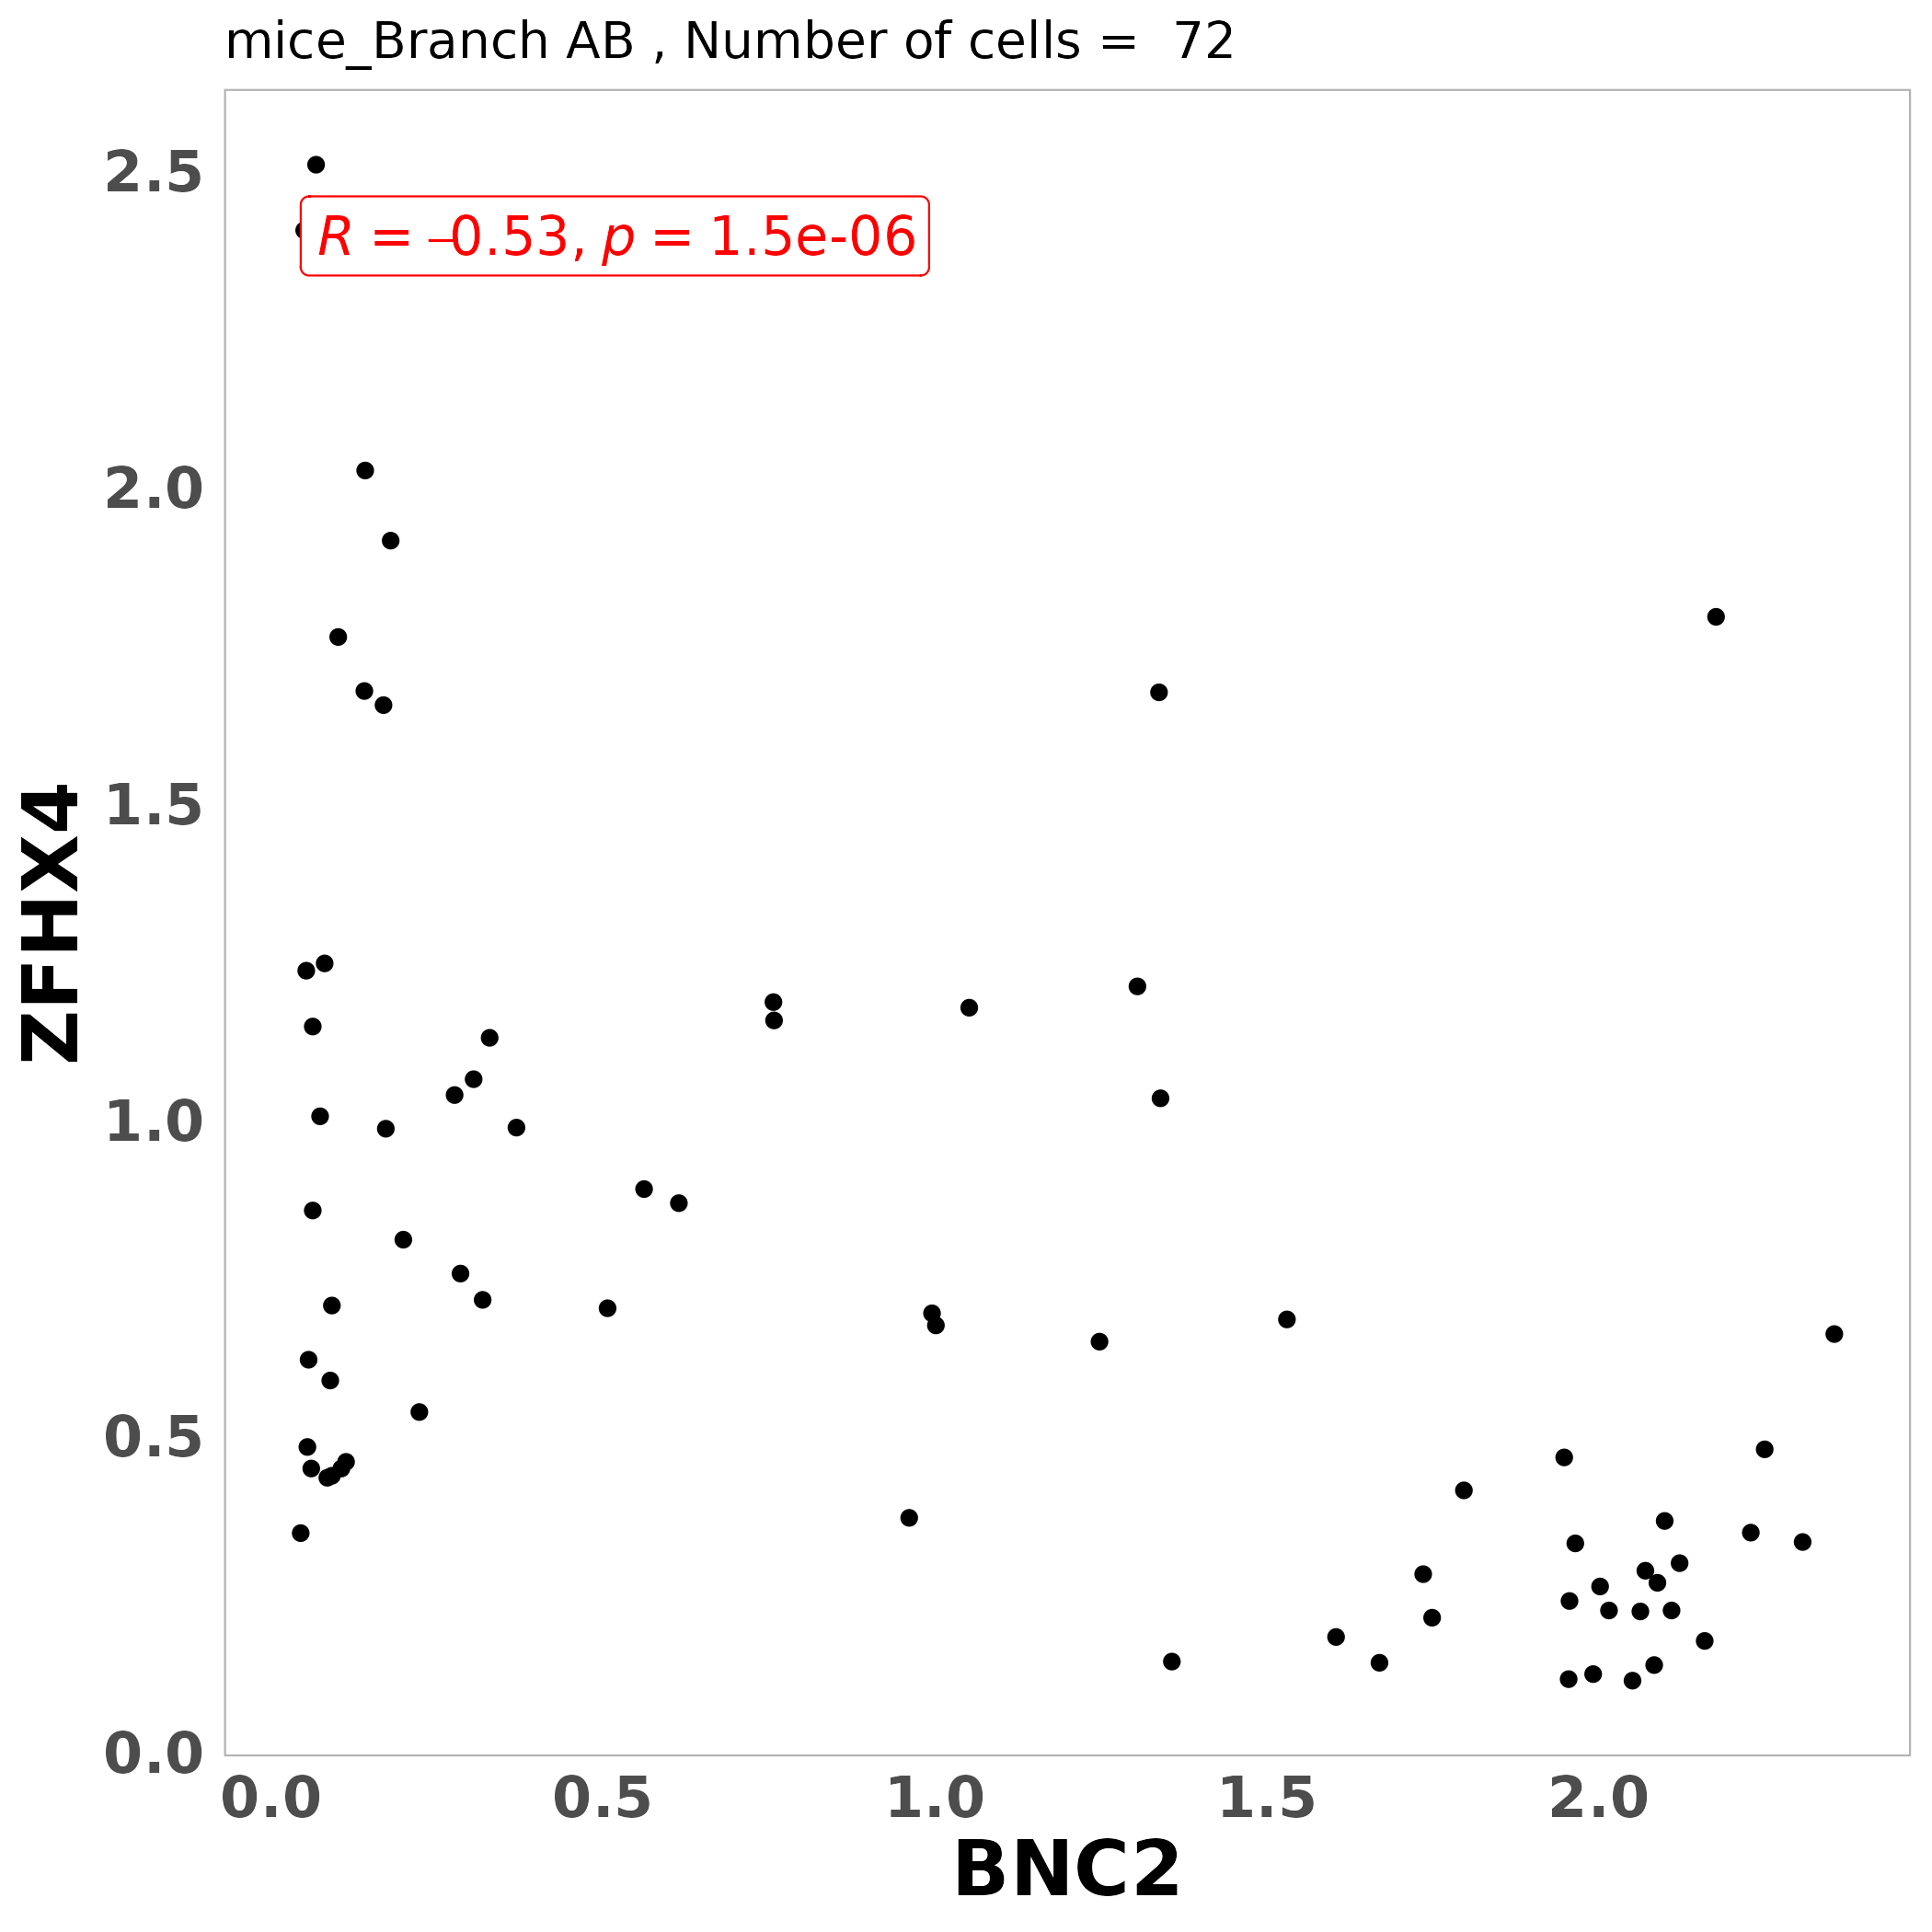 mice_Branch AB , Number of cells =  72
2.5
R = –0.53, p = 1.5e-06
2.0
1.5
ZFHX4
1.0
0.5
0.0
0.0 0.5 1.0 1.5 2.0
BNC2